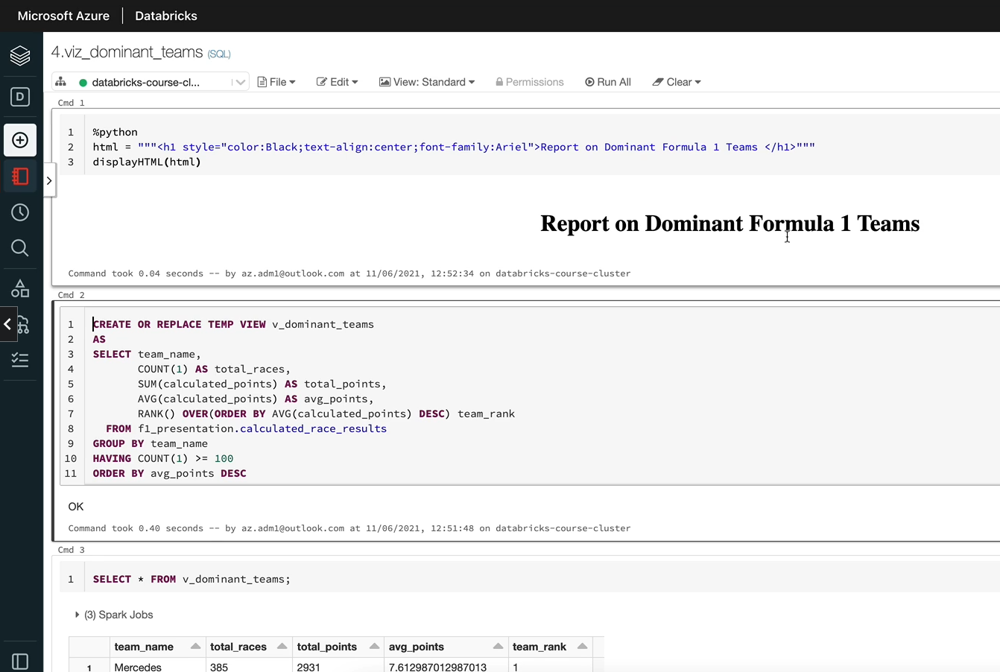 Microsoft Azure | Databricks
4.viz_dominant_teams (SQL)
databricks-course-cl... File Edit View: Standard Permissions Run All Clear
D
Cmd 1
1 %python
2 html = """<h1 style="color:Black;text-align:center;font-family:Ariel">Report on Dominant Formula 1 Teams </h1>"""
3 displayHTML(html)
Report on Dominant Formula 1 Teams
Command took 0.04 seconds -- by az.adm1@outlook.com at 11/06/2021, 12:52:34 on databricks-course-cluster
Cmd 2
1 CREATE OR REPLACE TEMP VIEW v_dominant_teams
2 AS
3 SELECT team_name,
4 COUNT(1) AS total_races,
5 SUM(calculated_points) AS total_points,
6 AVG(calculated_points) AS avg_points,
7 RANK() OVER(ORDER BY AVG(calculated_points) DESC) team_rank
8 FROM f1_presentation.calculated_race_results
9 GROUP BY team_name
10 HAVING COUNT(1) >= 100
11 ORDER BY avg_points DESC
OK
Command took 0.40 seconds -- by az.adm1@outlook.com at 11/06/2021, 12:51:48 on databricks-course-cluster
Cmd 3
1 SELECT * FROM v_dominant_teams;
(3) Spark Jobs
team_name total_races total_points avg_points team_rank
1 Mercedes 385 2931 7.612987012987013 1